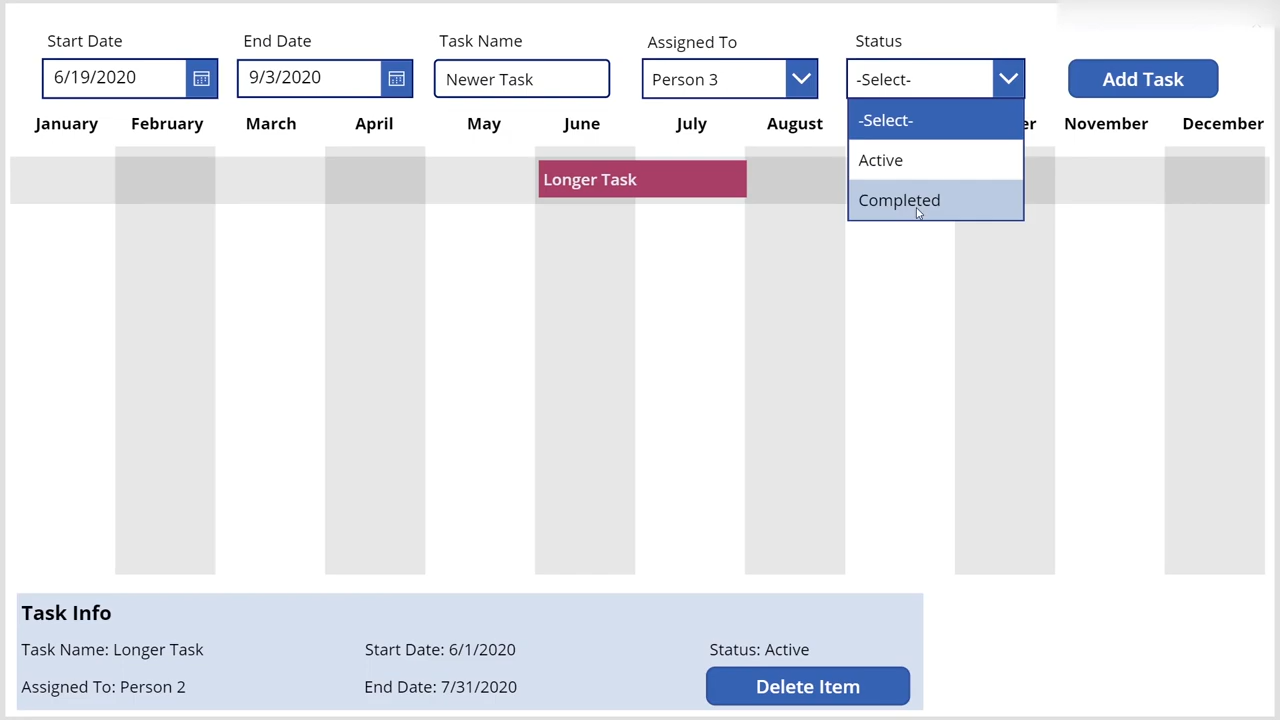 Start Date
End Date
Task Name
Assigned To
Status
6/19/2020
9/3/2020
Newer Task
Person 3
-Select-
Add Task
January
February
March
April
May
June
July
August
er
November
December
-Select-
Active
Completed
Longer Task
Task Info
Task Name: Longer Task
Start Date: 6/1/2020
Status: Active
Assigned To: Person 2
End Date: 7/31/2020
Delete Item